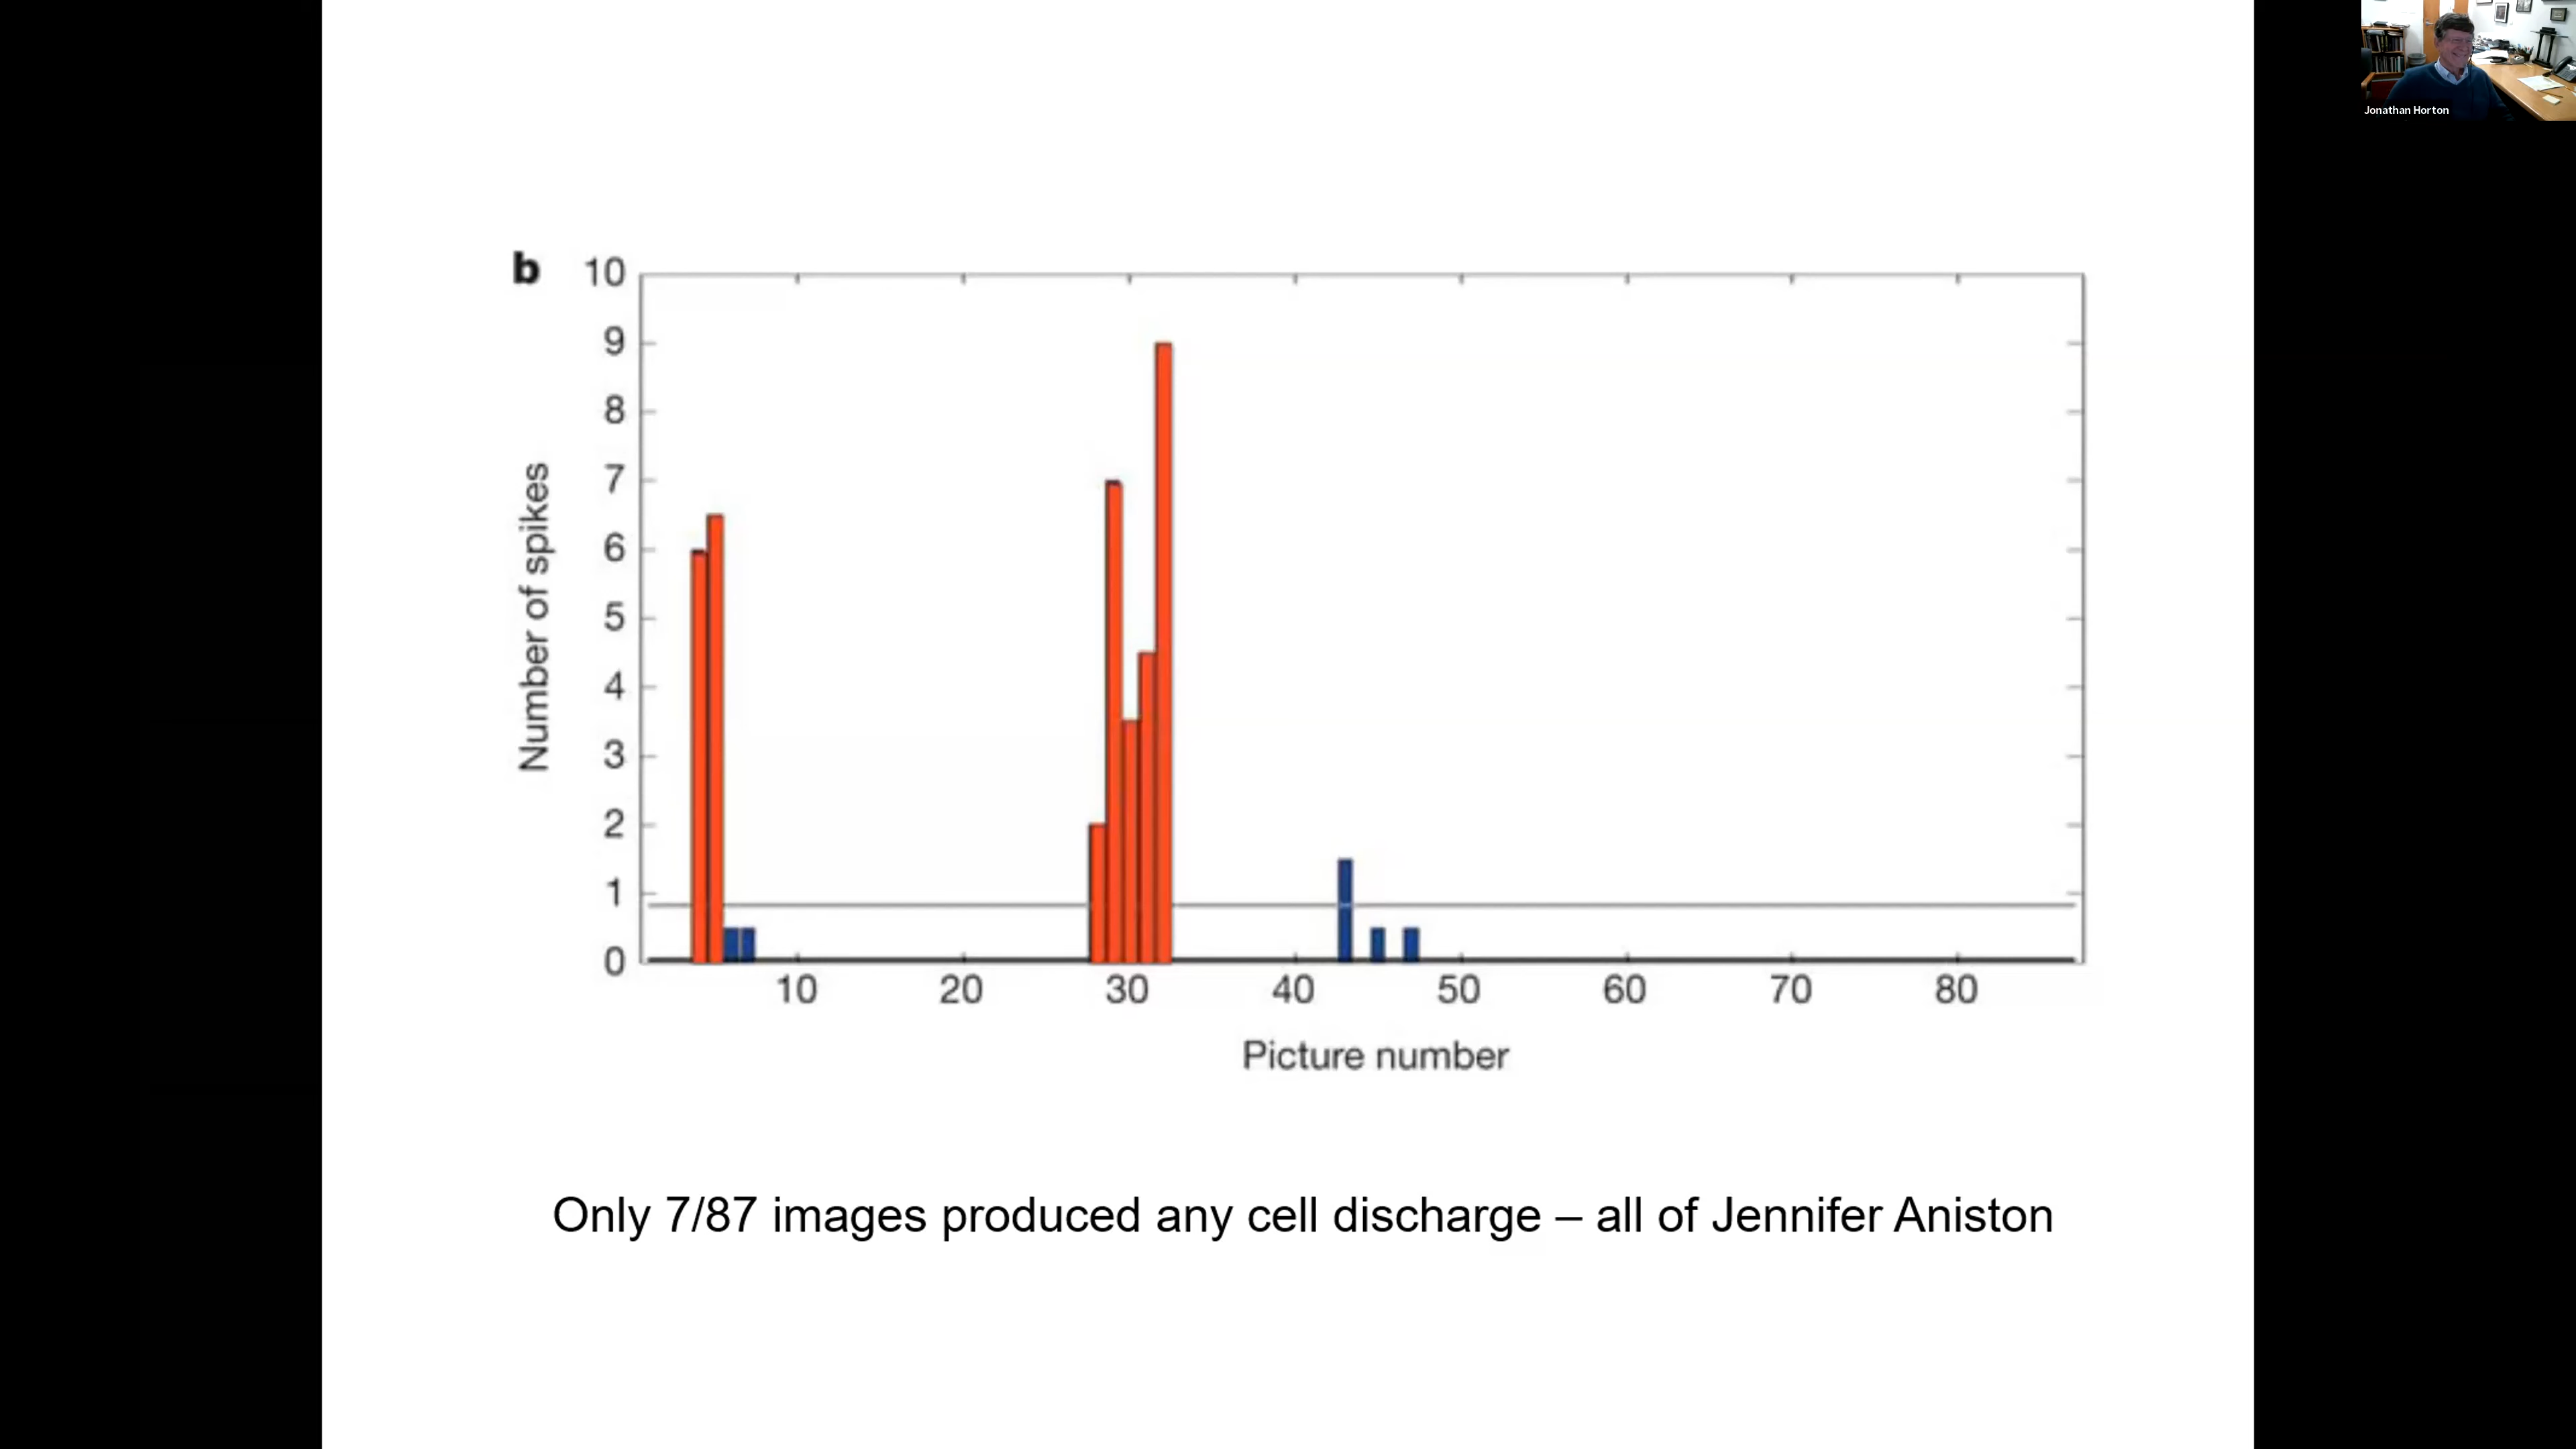 Jonathan Horton
b
10
9
8
7
6
5
4
3
2
1
0
Number of spikes
10 20 30 40 50 60 70 80
Picture number
Only 7/87 images produced any cell discharge – all of Jennifer Aniston